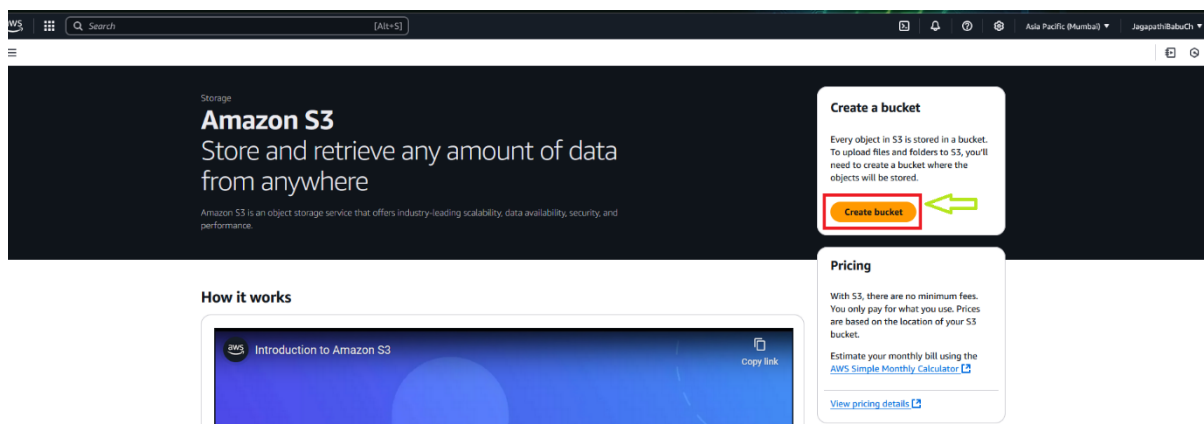 aws
Search
[Alt+S]
Asia Pacific (Mumbai)
JagapathiBabuCh
Storage
Amazon S3
Store and retrieve any amount of data
from anywhere
Amazon S3 is an object storage service that offers industry-leading scalability, data availability, security, and
performance.
Create a bucket
Every object in S3 is stored in a bucket.
To upload files and folders to S3, you'll
need to create a bucket where the
objects will be stored.
Create bucket
Pricing
With S3, there are no minimum fees.
You only pay for what you use. Prices
are based on the location of your S3
bucket.
Estimate your monthly bill using the
AWS Simple Monthly Calculator
View pricing details
How it works
aws
Introduction to Amazon S3
Copy link